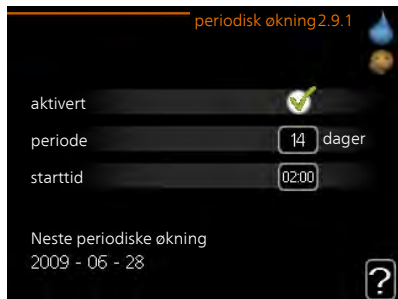 periodisk økning 2.9.1
aktivert
periode 14 dager
starttid 02:00
Neste periodiske økning
2009 - 06 - 28
?